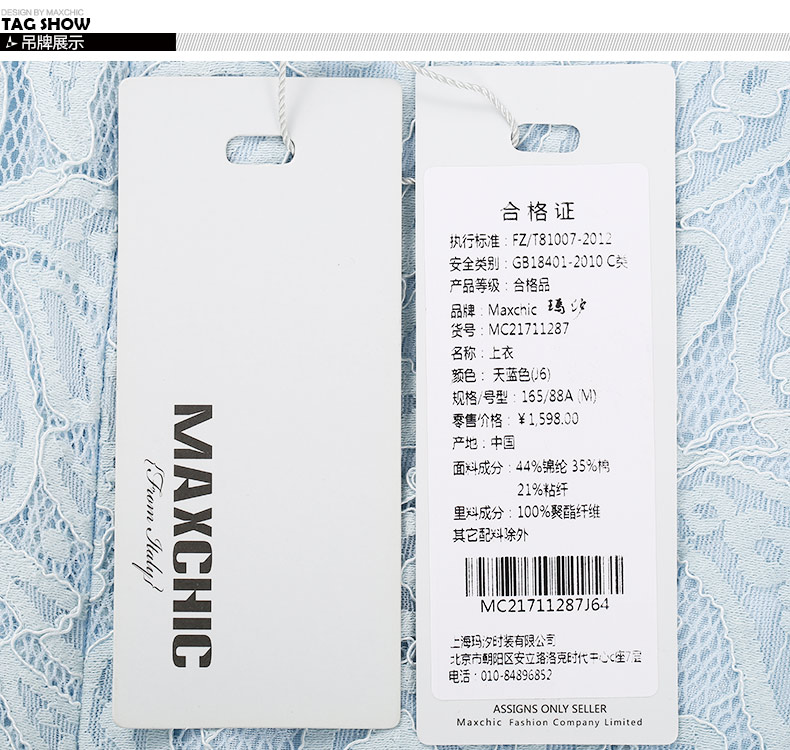 DESIGN BY MAXCHIC
TAG SHOW
吊牌展示
MAXCHIC
{From Italy}
合格证
执行标准：FZ/T81007-2012
安全类别：GB18401-2010 C类
产品等级：合格品
品牌：Maxchic 玛汐
货号：MC21711287
名称：上衣
颜色：天蓝色(J6)
规格/号型：165/88A (M)
零售价格：￥1,598.00
产地：中国
面料成分：44%锦纶 35%棉
21%粘纤
里料成分：100%聚酯纤维
其它配料除外
MC21711287J64
上海玛汐时装有限公司
北京市朝阳区安立路洛克时代中心c座7层
电话：010-84896852
ASSIGNS ONLY SELLER
Maxchic Fashion Company Limited